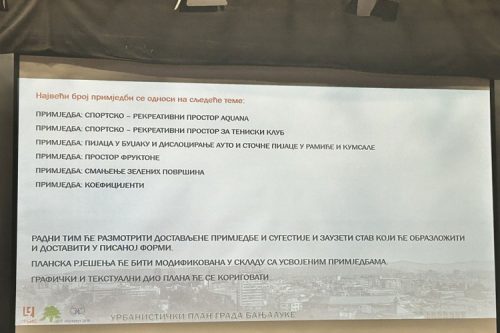 Највећи број примједби се односи на сљедеће теме:
ПРИМЈЕДБА: СПОРТСКО – РЕКРЕАТИВНИ ПРОСТОР AQUANA
ПРИМЈЕДБА: СПОРТСКО – РЕКРЕАТИВНИ ПРОСТОР ЗА ТЕНИСКИ КЛУБ
ПРИМЈЕДБА: ПИЈАЦА У БУЏАКУ И ДИСЛОЦИРАЊЕ АУТО И СТОЧНЕ ПИЈАЦЕ У РАМИЋЕ И КУМСАЛЕ
ПРИМЈЕДБА: ПРОСТОР ФРУКТОНЕ
ПРИМЈЕДБА: СМАЊЕЊЕ ЗЕЛЕНИХ ПОВРШИНА
ПРИМЈЕДБА: КОЕФИЦИЈЕНТИ
РАДНИ ТИМ ЋЕ РАЗМОТРИТИ ДОСТАВЉЕНЕ ПРИМЈЕДБЕ И СУГЕСТИЈЕ И ЗАУЗЕТИ СТАВ КОЈИ ЋЕ ОБРАЗЛОЖИТИ
И ДОСТАВИТИ У ПИСАНОЈ ФОРМИ.
ПЛАНСКА РЈЕШЕЊА ЋЕ БИТИ МОДИФИКОВАНА У СКЛАДУ СА УСВОЈЕНИМ ПРИМЈЕДБАМА.
ГРАФИЧКИ И ТЕКСТУАЛНИ ДИО ПЛАНА ЋЕ СЕ КОРИГОВАТИ
УРБАНИСТИЧКИ ПЛАН ГРАДА БАЊАЛУКЕ